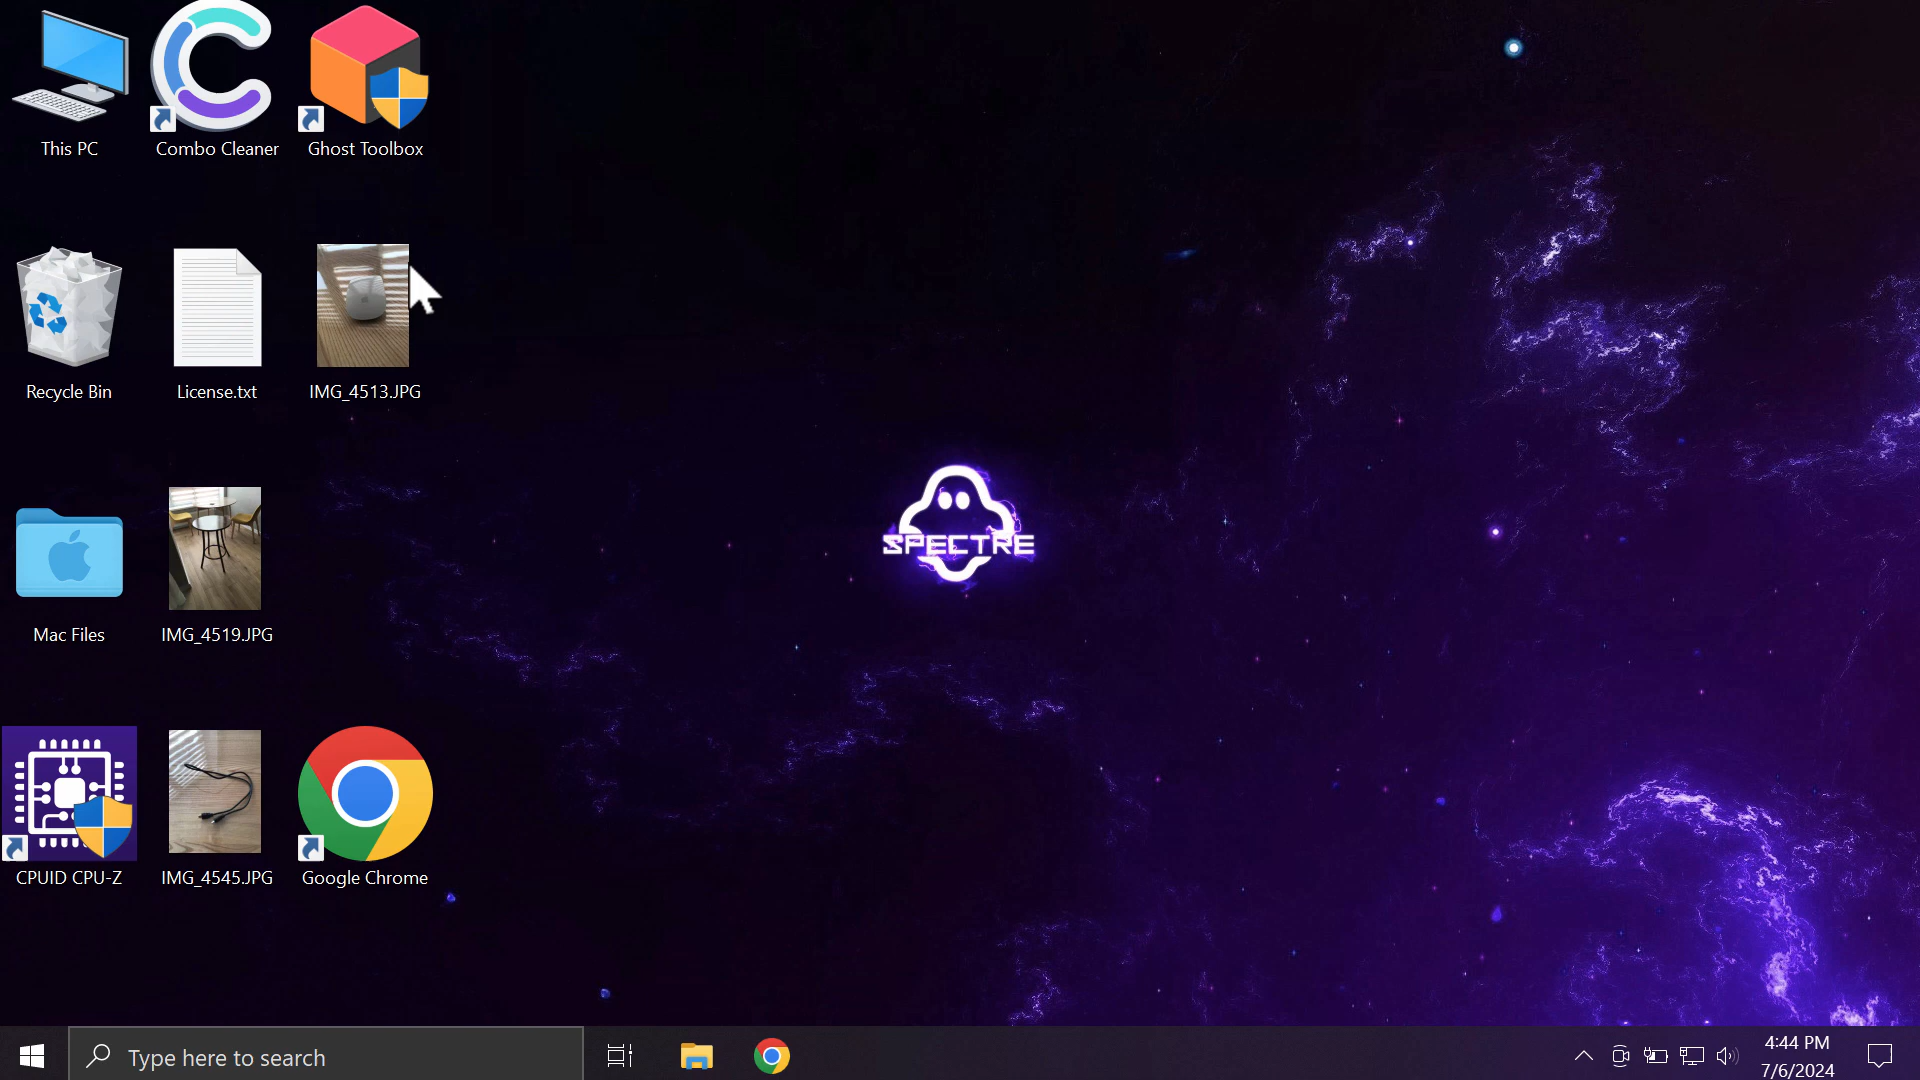 This PC
Combo Cleaner
Ghost Toolbox
Recycle Bin
License.txt
IMG_4513.JPG
SPECTRE
Mac Files
IMG_4519.JPG
CPUID CPU-Z
IMG_4545.JPG
Google Chrome
Type here to search
4:44 PM
7/6/2024